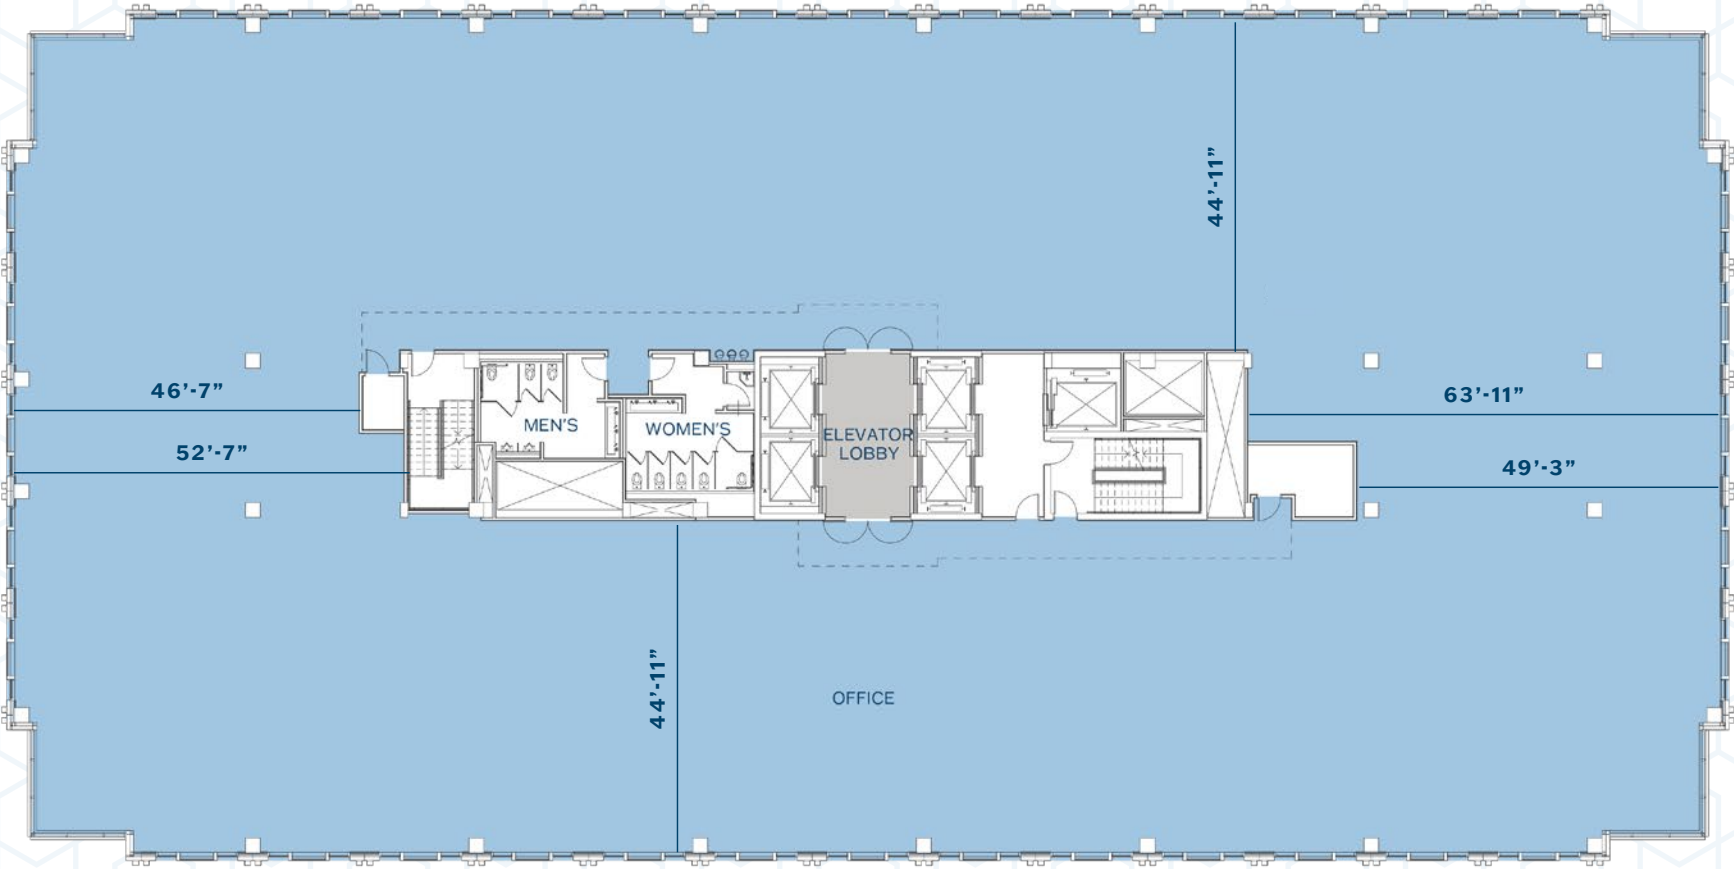 44’-11”
46’-7”
63’-11”
MEN'S
WOMEN'S
ELEVATOR
LOBBY
52’-7”
49’-3”
44’-11”
OFFICE